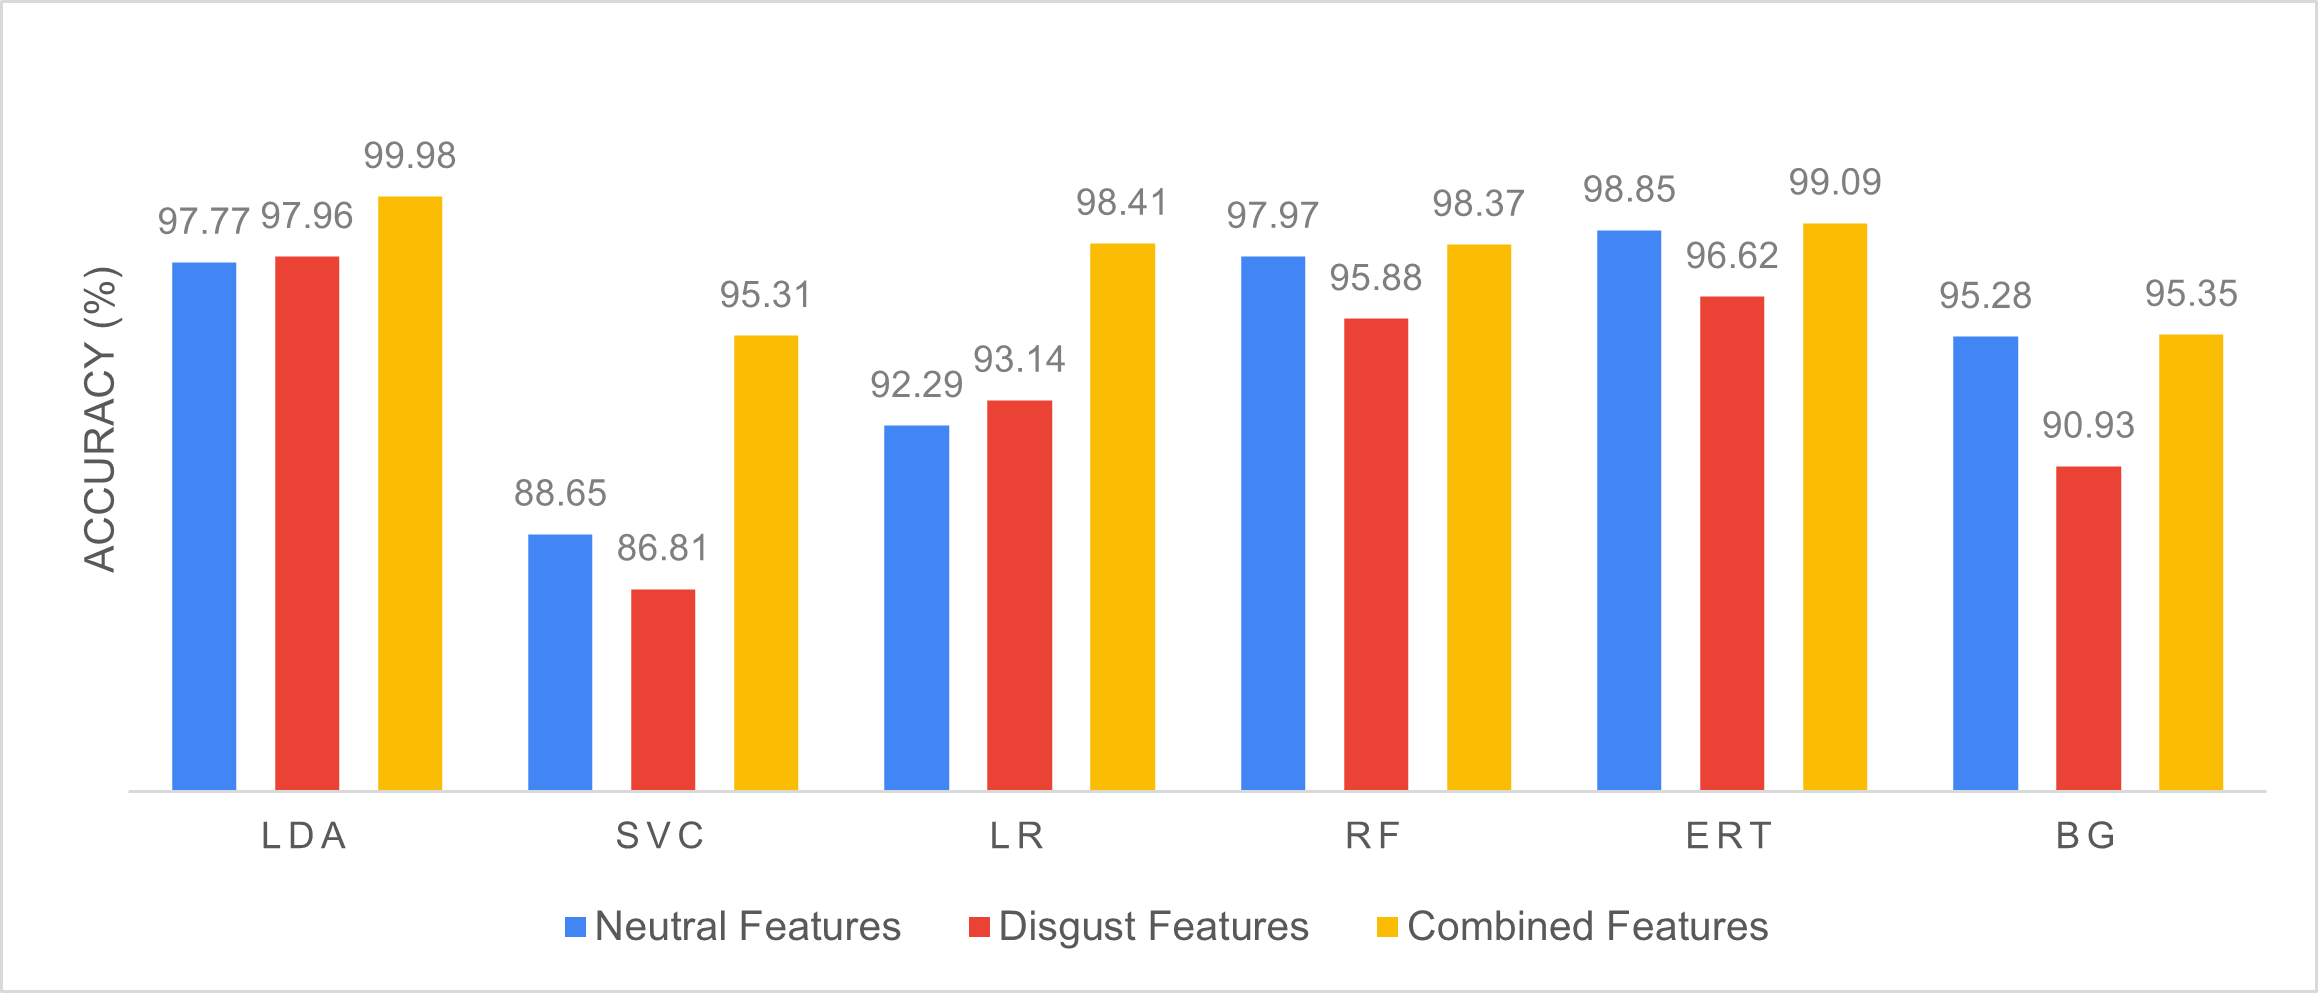 ACCURACY (%)
97.77 97.96 99.98
88.65 86.81 95.31
92.29 93.14 98.41
97.97 95.88 98.37
98.85 96.62 99.09
95.28 90.93 95.35
LDA SVC LR RF ERT BG
Neutral Features Disgust Features Combined Features